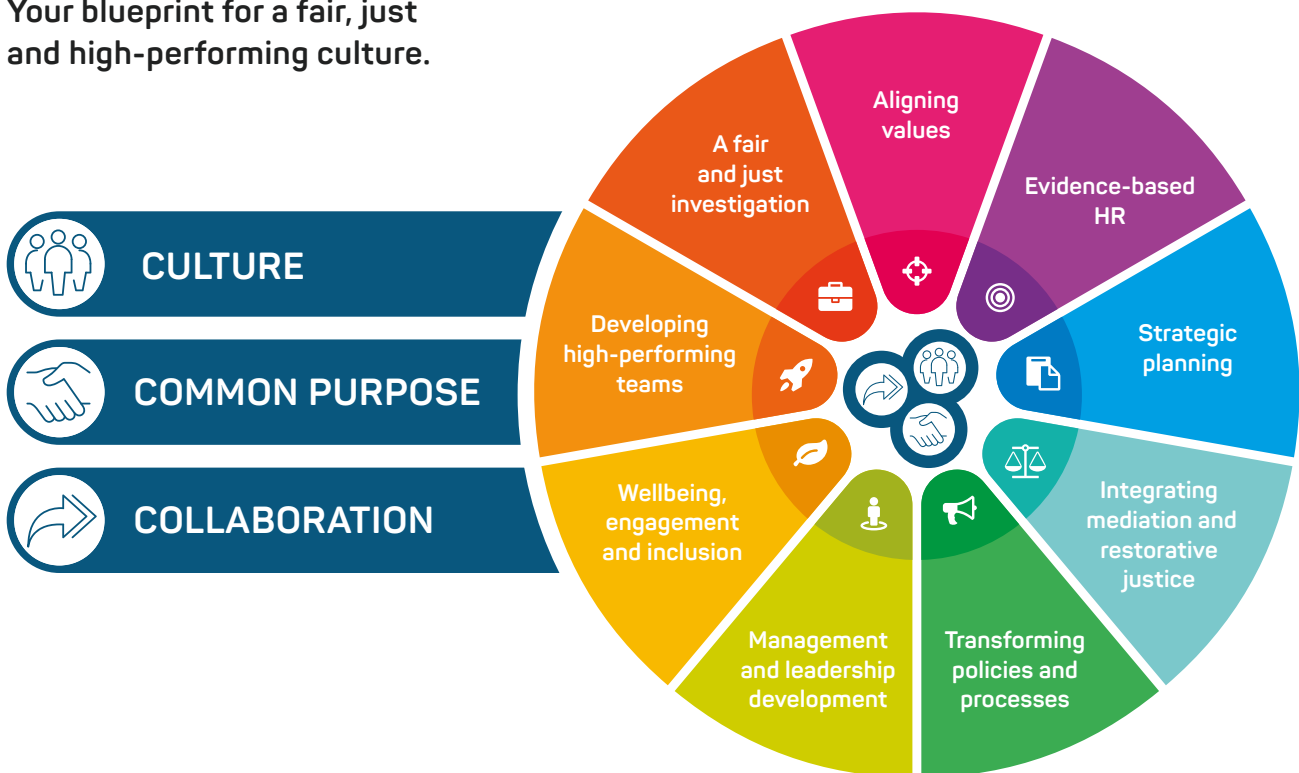 Your blueprint for a fair, just
and high-performing culture.
CULTURE
COMMON PURPOSE
COLLABORATION
Aligning
values
Evidence-based
HR
Strategic
planning
Integrating
mediation and
restorative
justice
Transforming
policies and
processes
Management
and leadership
development
Wellbeing,
engagement
and inclusion
Developing
high-performing
teams
A fair
and just
investigation